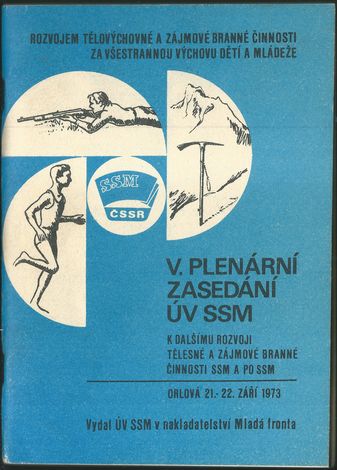 ROZVOJEM TĚLOVÝCHOVNÉ A ZÁJMOVÉ BRANNÉ ČINNOSTI
ZA VŠESTRANNOU VÝCHOVU DĚTÍ A MLÁDEŽE
SSM
ČSSR
V. PLENÁRNÍ
ZASEDÁNÍ
ÚV SSM
K DALŠÍMU ROZVOJI
TĚLESNÉ A ZÁJMOVÉ BRANNÉ
ČINNOSTI SSM A PO SSM
ORLOVÁ 21.- 22. ZÁŘÍ 1973
Vydal ÚV SSM v nakladatelství Mladá fronta